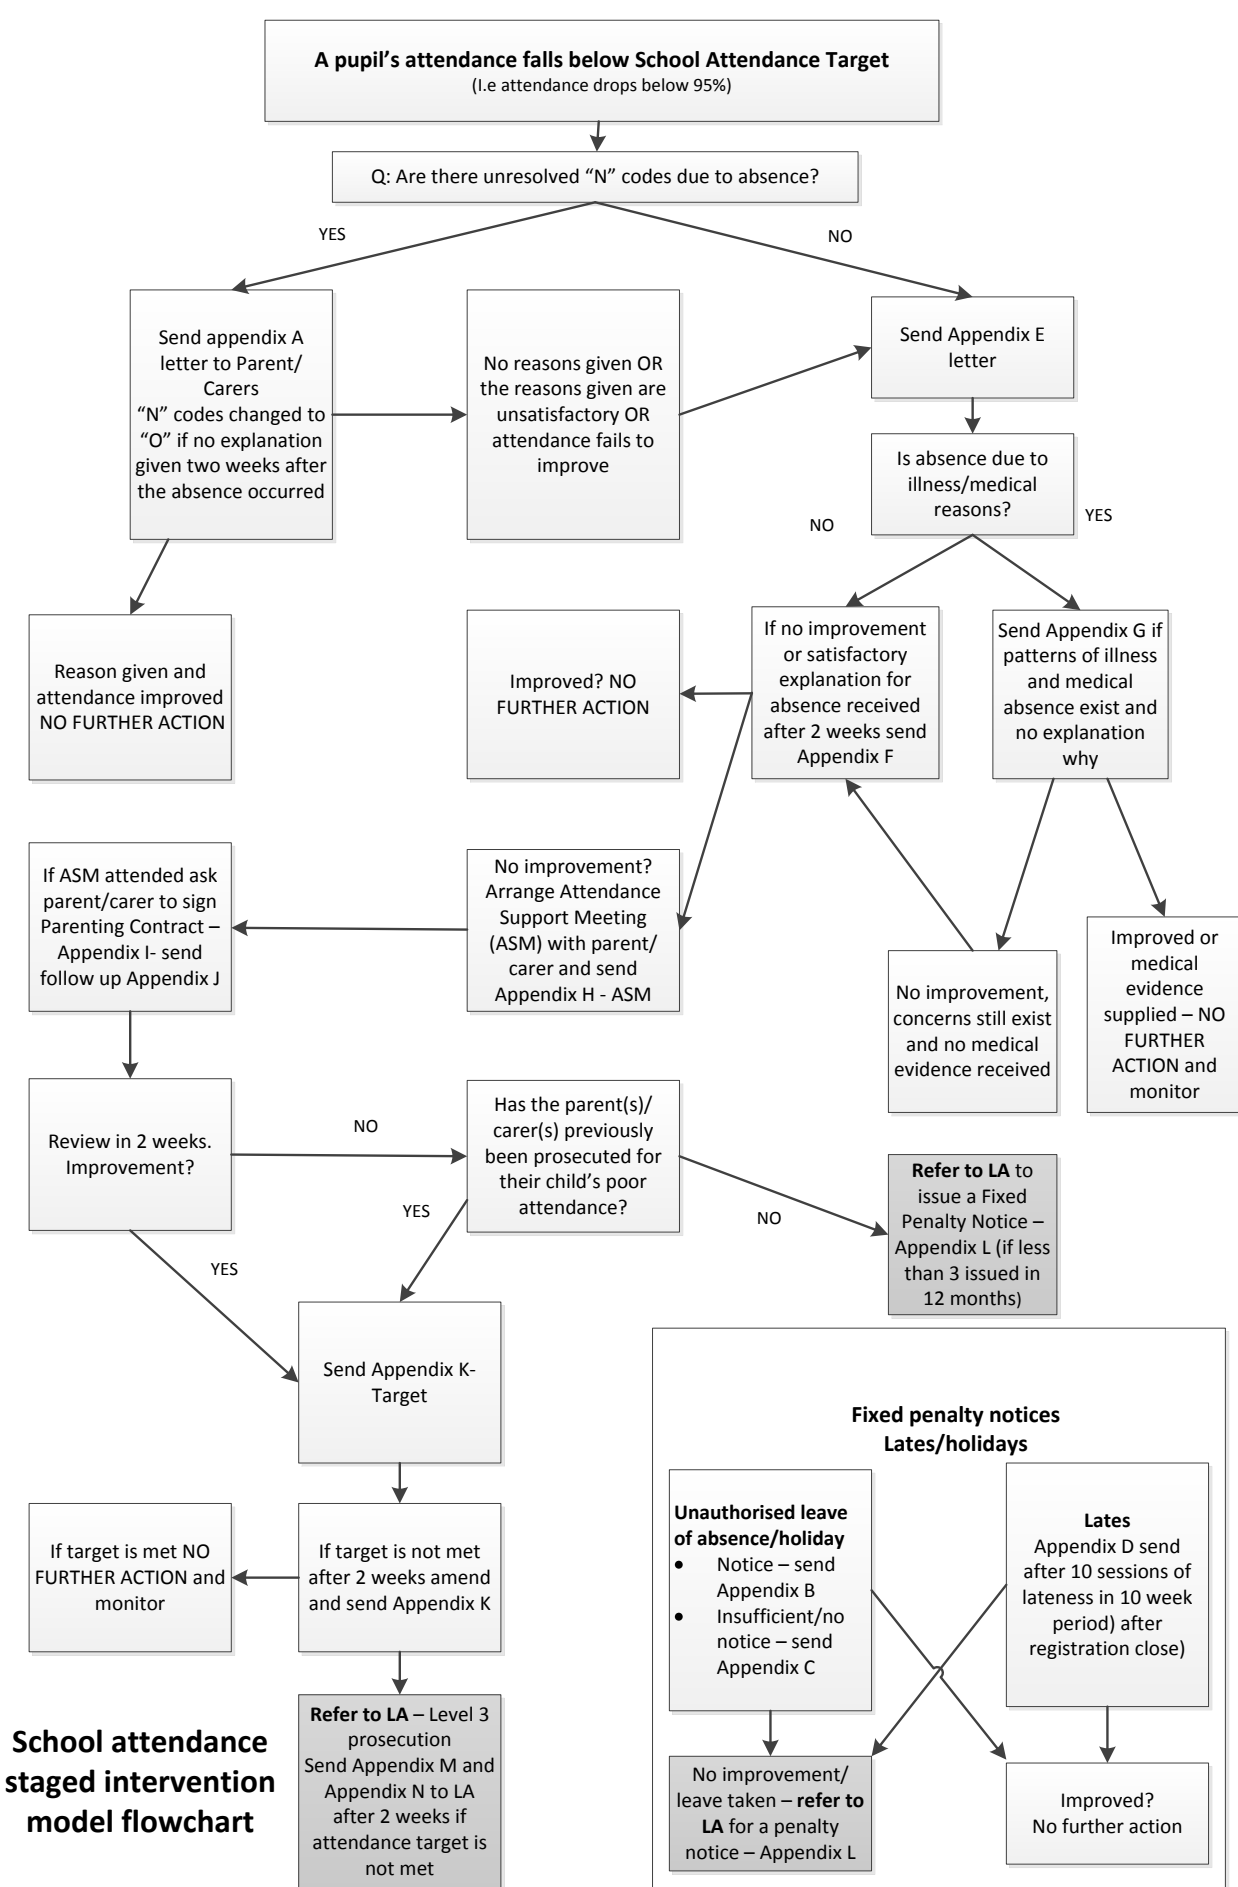 A pupil's attendance falls below School Attendance Target
(I.e attendance drops below 95%)
Q: Are there unresolved “N” codes due to absence?
YES
NO
Send appendix A
letter to Parent/
Carers
“N” codes changed to
“O” if no explanation
given two weeks after
the absence occurred
No reasons given OR
the reasons given are
unsatisfactory OR
attendance fails to
improve
Send Appendix E
letter
Is absence due to
illness/medical
reasons?
NO
YES
Reason given and
attendance improved
NO FURTHER ACTION
Improved? NO
FURTHER ACTION
If no improvement
or satisfactory
explanation for
absence received
after 2 weeks send
Appendix F
Send Appendix G if
patterns of illness
and medical
absence exist and
no explanation
why
If ASM attended ask
parent/carer to sign
Parenting Contract –
Appendix I- send
follow up Appendix J
No improvement?
Arrange Attendance
Support Meeting
(ASM) with parent/
carer and send
Appendix H - ASM
No improvement,
concerns still exist
and no medical
evidence received
Improved or
medical
evidence
supplied – NO
FURTHER
ACTION and
monitor
Review in 2 weeks.
Improvement?
NO
Has the parent(s)/
carer(s) previously
been prosecuted for
their child's poor
attendance?
YES
NO
Refer to LA to
issue a Fixed
Penalty Notice –
Appendix L (if less
than 3 issued in
12 months)
YES
Send Appendix K-
Target
If target is met NO
FURTHER ACTION and
monitor
If target is not met
after 2 weeks amend
and send Appendix K
Refer to LA – Level 3
prosecution
Send Appendix M and
Appendix N to LA
after 2 weeks if
attendance target is
not met
Fixed penalty notices
Lates/holidays
Unauthorised leave
of absence/holiday
• Notice – send
Appendix B
• Insufficient/no
notice – send
Appendix C
Lates
Appendix D send
after 10 sessions of
lateness in 10 week
period) after
registration close)
No improvement/
leave taken – refer to
LA for a penalty
notice – Appendix L
Improved?
No further action
School attendance
staged intervention
model flowchart